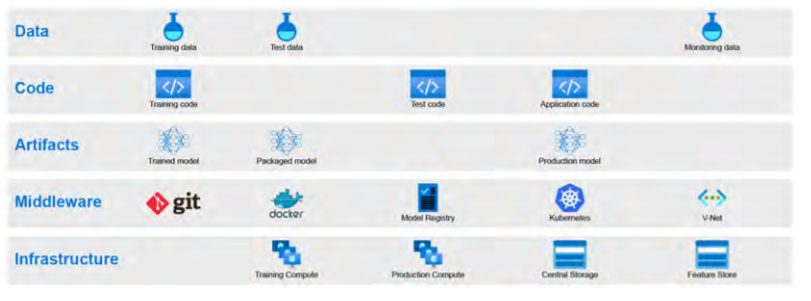 Data
Training data
Test data
Monitoring data
Code
</>
</>
</>
Training code
Test code
Application code
Artifacts
Trained model
Packaged model
Production model
Middleware
git
docker
Model Registry
Kubernetes
V-Net
Infrastructure
Training Compute
Production Compute
Central Storage
Feature Store